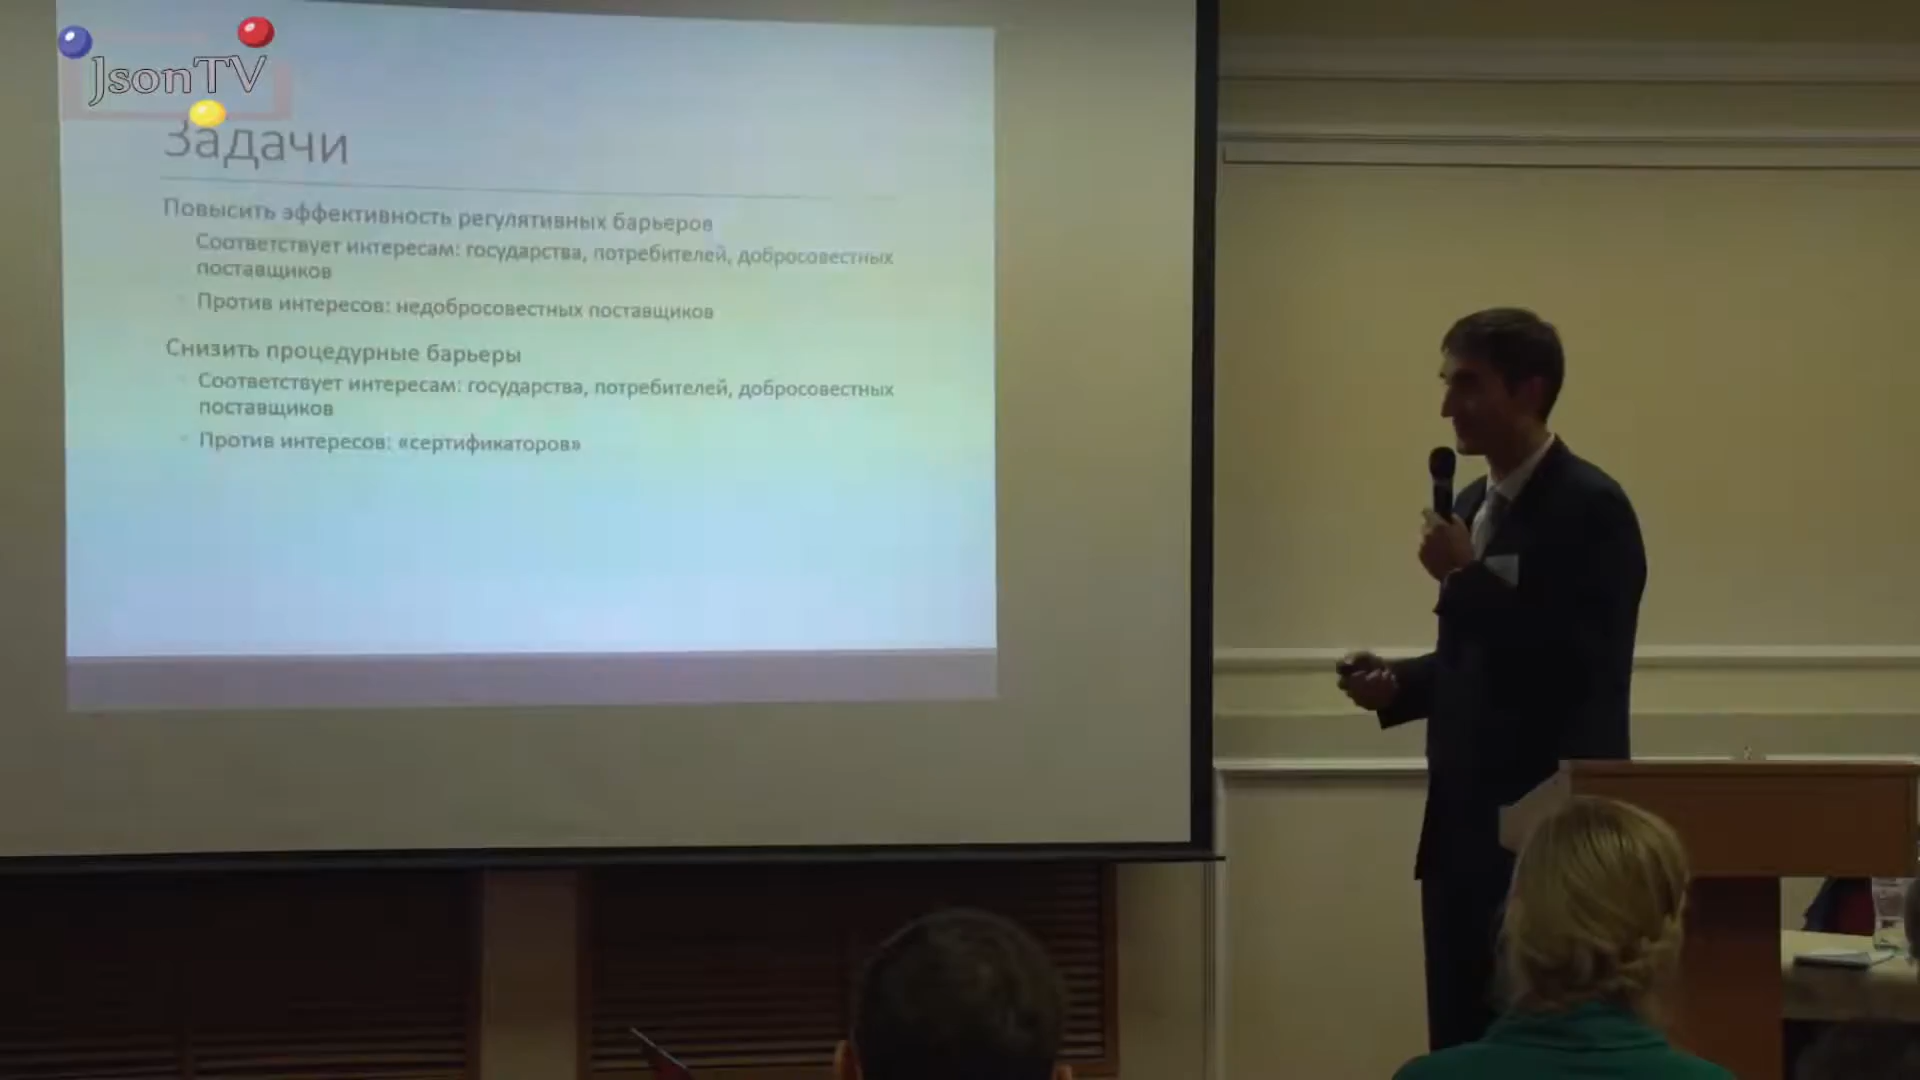 JsonTV
Задачи
Повысить эффективность регулятивных барьеров
Соответствует интересам: государства, потребителей, добросовестных
поставщиков
Против интересов: недобросовестных поставщиков
Снизить процедурные барьеры
Соответствует интересам: государства, потребителей, добросовестных
поставщиков
Против интересов: «сертификаторов»